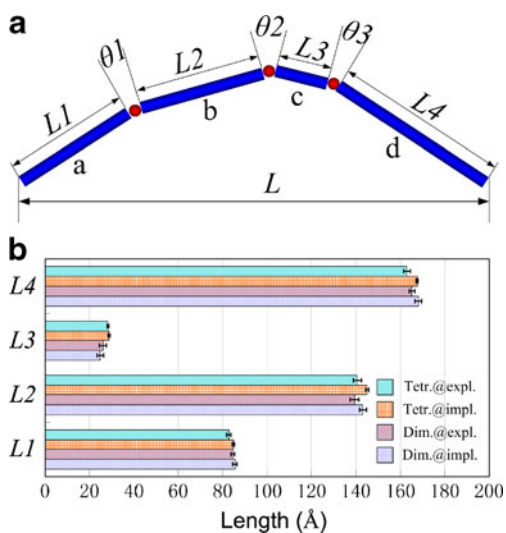 a
θ1
θ2
θ3
L1
L2
L3
L4
a
b
c
d
L
b
L4
L3
L2
L1
Tetr.@expl.
Tetr.@impl.
Dim.@expl.
Dim.@impl.
0 20 40 60 80 100 120 140 160 180 200
Length (Å)